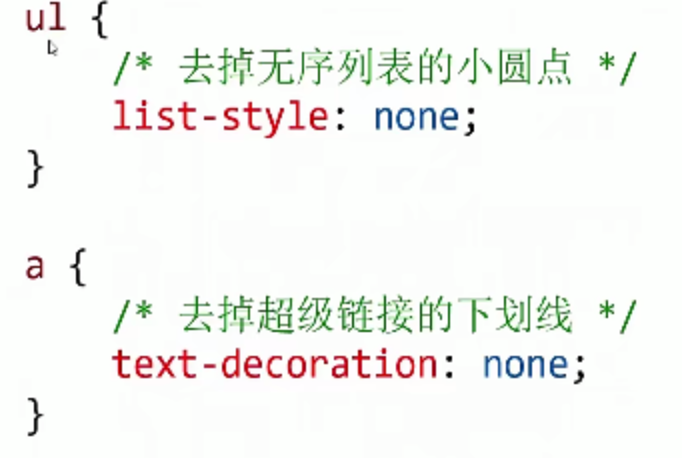 ul {
    /* 去掉无序列表的小圆点 */
    list-style: none;
}

a {
    /* 去掉超级链接的下划线 */
    text-decoration: none;
}